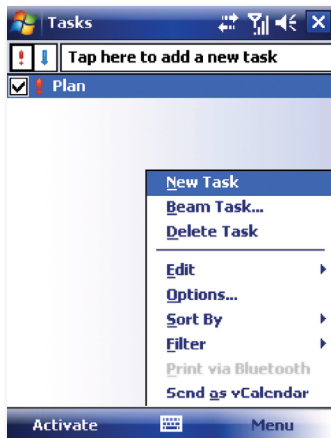 Tasks
Tap here to add a new task
Plan
New Task
Beam Task...
Delete Task
Edit
Options...
Sort By
Filter
Print via Bluetooth
Send as vCalendar
Activate
Menu